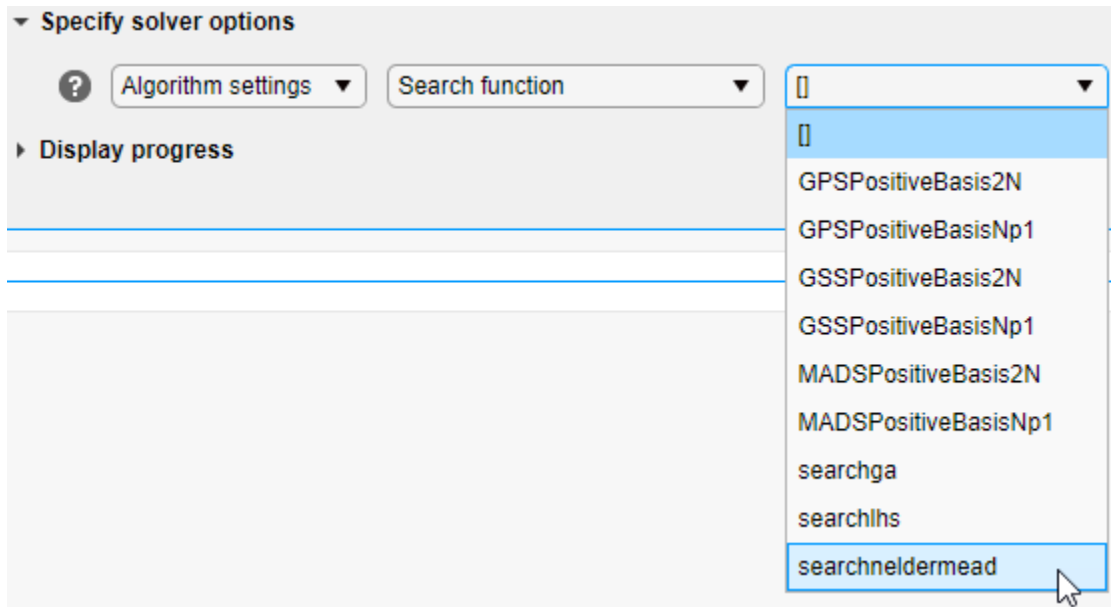 Specify solver options
? Algorithm settings Search function []
Display progress
[]
GPSPositiveBasis2N
GPSPositiveBasisNp1
GSSPositiveBasis2N
GSSPositiveBasisNp1
MADSPositiveBasis2N
MADSPositiveBasisNp1
searchga
searchlhs
searchneldermead